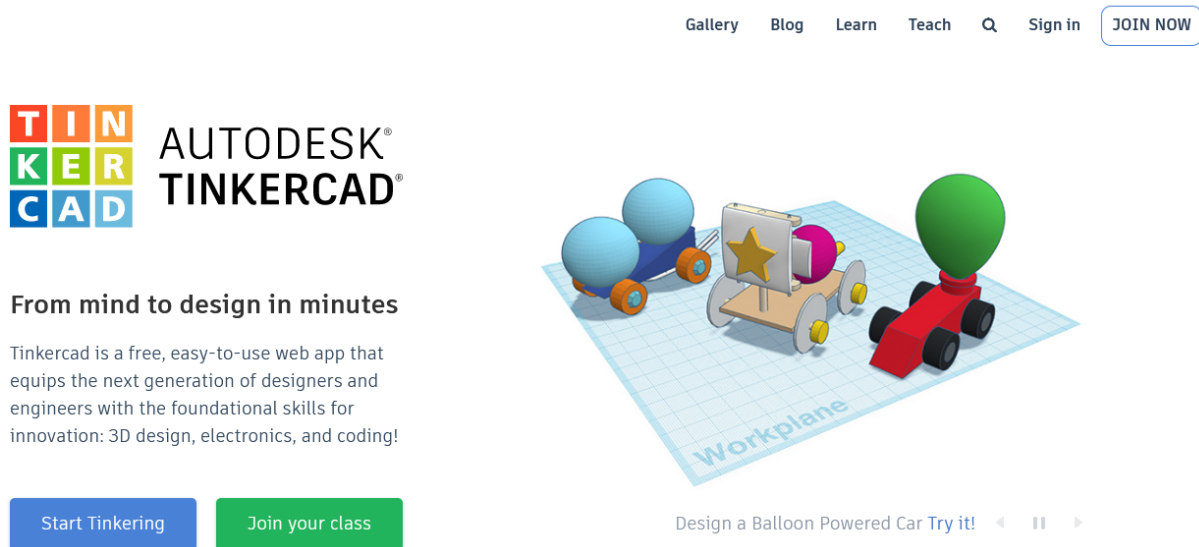 Gallery Blog Learn Teach Sign in JOIN NOW
TIN
KER
CAD
AUTODESK®
TINKERCAD®
From mind to design in minutes
Tinkercad is a free, easy-to-use web app that
equips the next generation of designers and
engineers with the foundational skills for
innovation: 3D design, electronics, and coding!
Start Tinkering Join your class
Workplane
Design a Balloon Powered Car Try it!